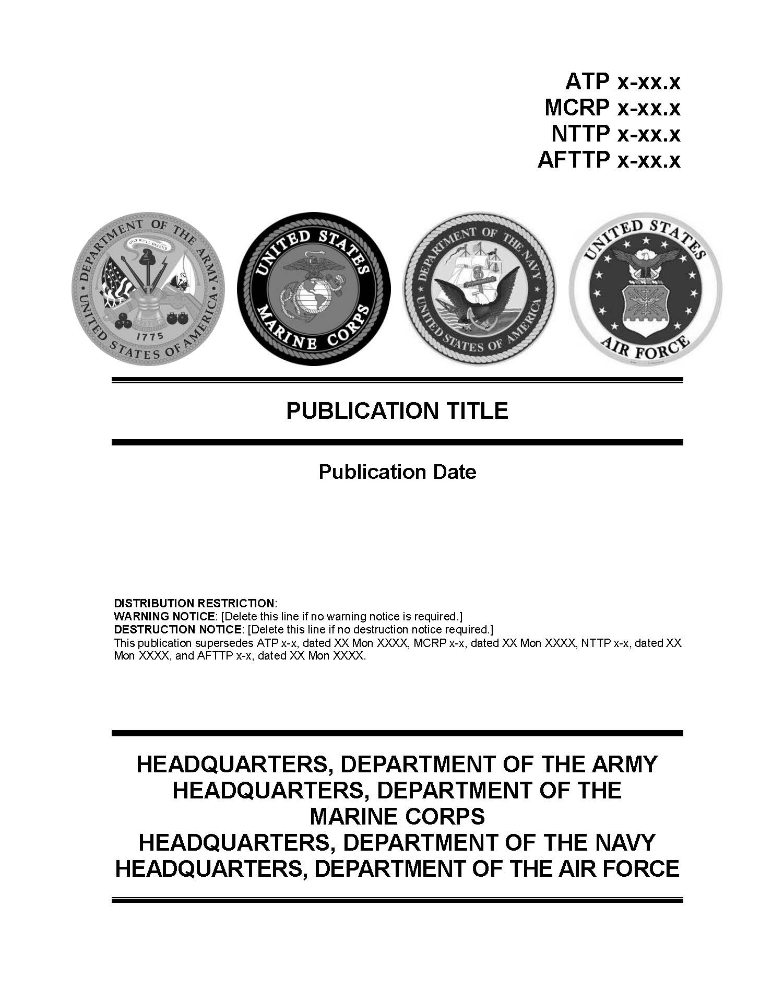 ATP x-xx.x
MCRP x-xx.x
NTTP x-xx.x
AFTTP x-xx.x
DEPARTMENT OF THE ARMY
THIS WE'LL DEFEND
1775
UNITED STATES OF AMERICA
UNITED STATES
MARINE CORPS
DEPARTMENT OF THE NAVY
UNITED STATES OF AMERICA
UNITED STATES
AIR FORCE
PUBLICATION TITLE
Publication Date
DISTRIBUTION RESTRICTION:
WARNING NOTICE: [Delete this line if no warning notice is required.]
DESTRUCTION NOTICE: [Delete this line if no destruction notice required.]
This publication supersedes ATP x-x, dated XX Mon XXXX, MCRP x-x, dated XX Mon XXXX, NTTP x-x, dated XX
Mon XXXX, and AFTTP x-x, dated XX Mon XXXX.
HEADQUARTERS, DEPARTMENT OF THE ARMY
HEADQUARTERS, DEPARTMENT OF THE
MARINE CORPS
HEADQUARTERS, DEPARTMENT OF THE NAVY
HEADQUARTERS, DEPARTMENT OF THE AIR FORCE